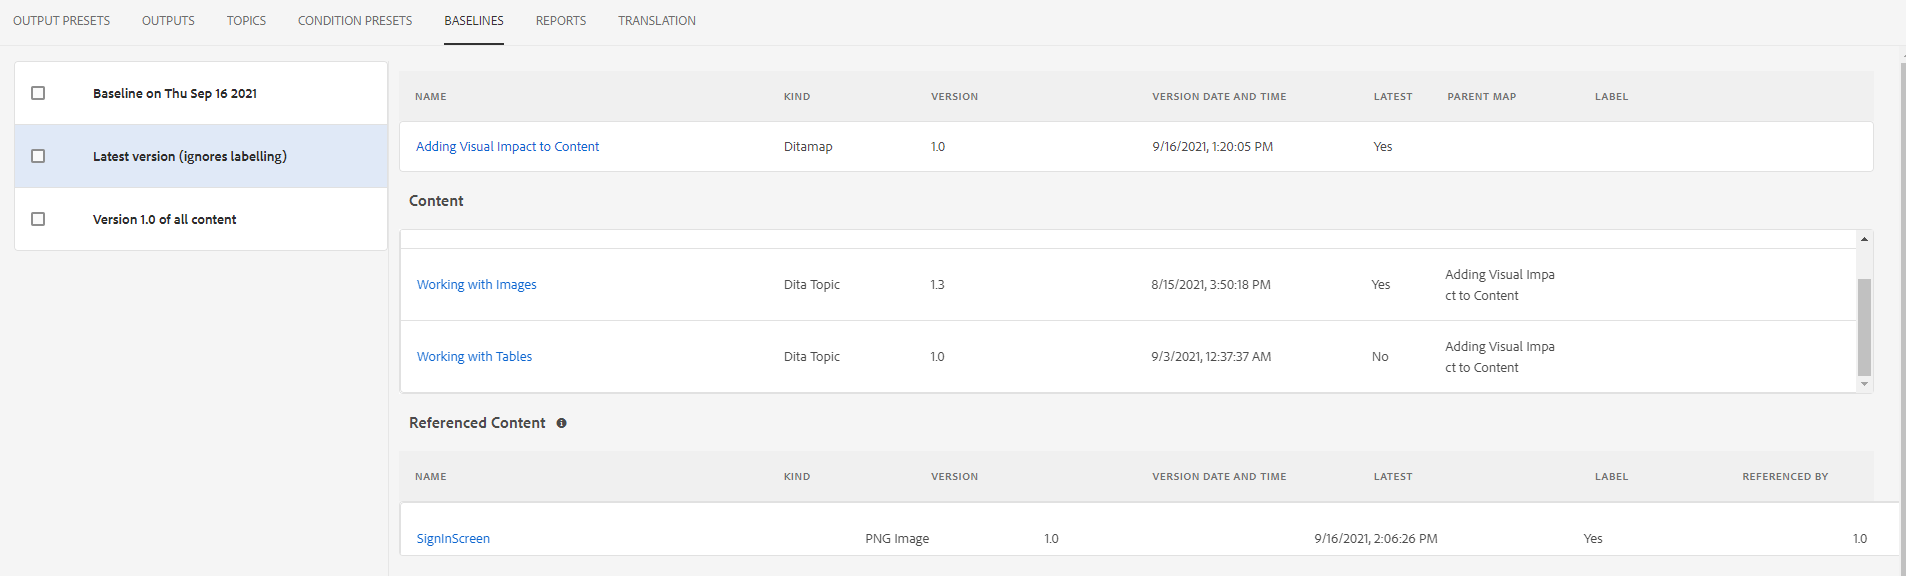 OUTPUT PRESETS OUTPUTS TOPICS CONDITION PRESETS BASELINES REPORTS TRANSLATION
Baseline on Thu Sep 16 2021
Latest version (ignores labelling)
Version 1.0 of all content
NAME KIND VERSION VERSION DATE AND TIME LATEST PARENT MAP LABEL
Adding Visual Impact to Content Ditamap 1.0 9/16/2021, 1:20:05 PM Yes
Content
Working with Images Dita Topic 1.3 8/15/2021, 3:50:18 PM Yes Adding Visual Impa
ct to Content
Working with Tables Dita Topic 1.0 9/3/2021, 12:37:37 AM No Adding Visual Impa
ct to Content
Referenced Content
NAME KIND VERSION VERSION DATE AND TIME LATEST LABEL REFERENCED BY
SignInScreen PNG Image 1.0 9/16/2021, 2:06:26 PM Yes 1.0